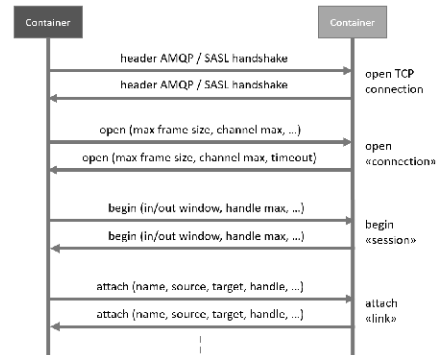 Container
Container
header AMQP / SASL handshake
header AMQP / SASL handshake
open TCP
connection
open (max frame size, channel max, ...)
open (max frame size, channel max, timeout)
open
«connection»
begin (in/out window, handle max, ...)
begin (in/out window, handle max, ...)
begin
«session»
attach (name, source, target, handle, ...)
attach (name, source, target, handle, ...)
attach
«link»